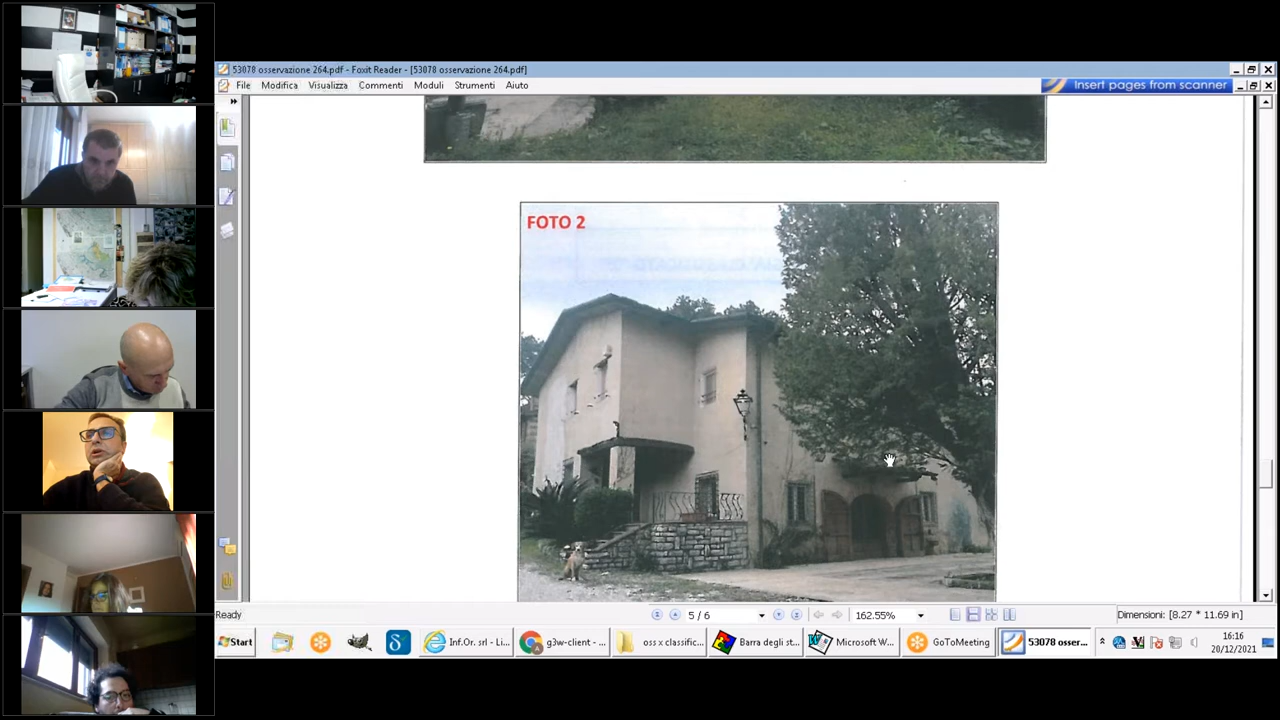 53078 osservazione 264.pdf - Foxit Reader - [53078 osservazione 264.pdf]
File Modifica Visualizza Commenti Moduli Strumenti Aiuto
Insert pages from scanner
FOTO 2
Ready
5 / 6
162.55%
Dimensioni: [8.27 * 11.69 in]
Start
Inf.Or. srl - Li...
g3w-client - ...
oss x classific...
Barra degli st...
Microsoft W...
GoToMeeting
53078 osser...
16:16
20/12/2021